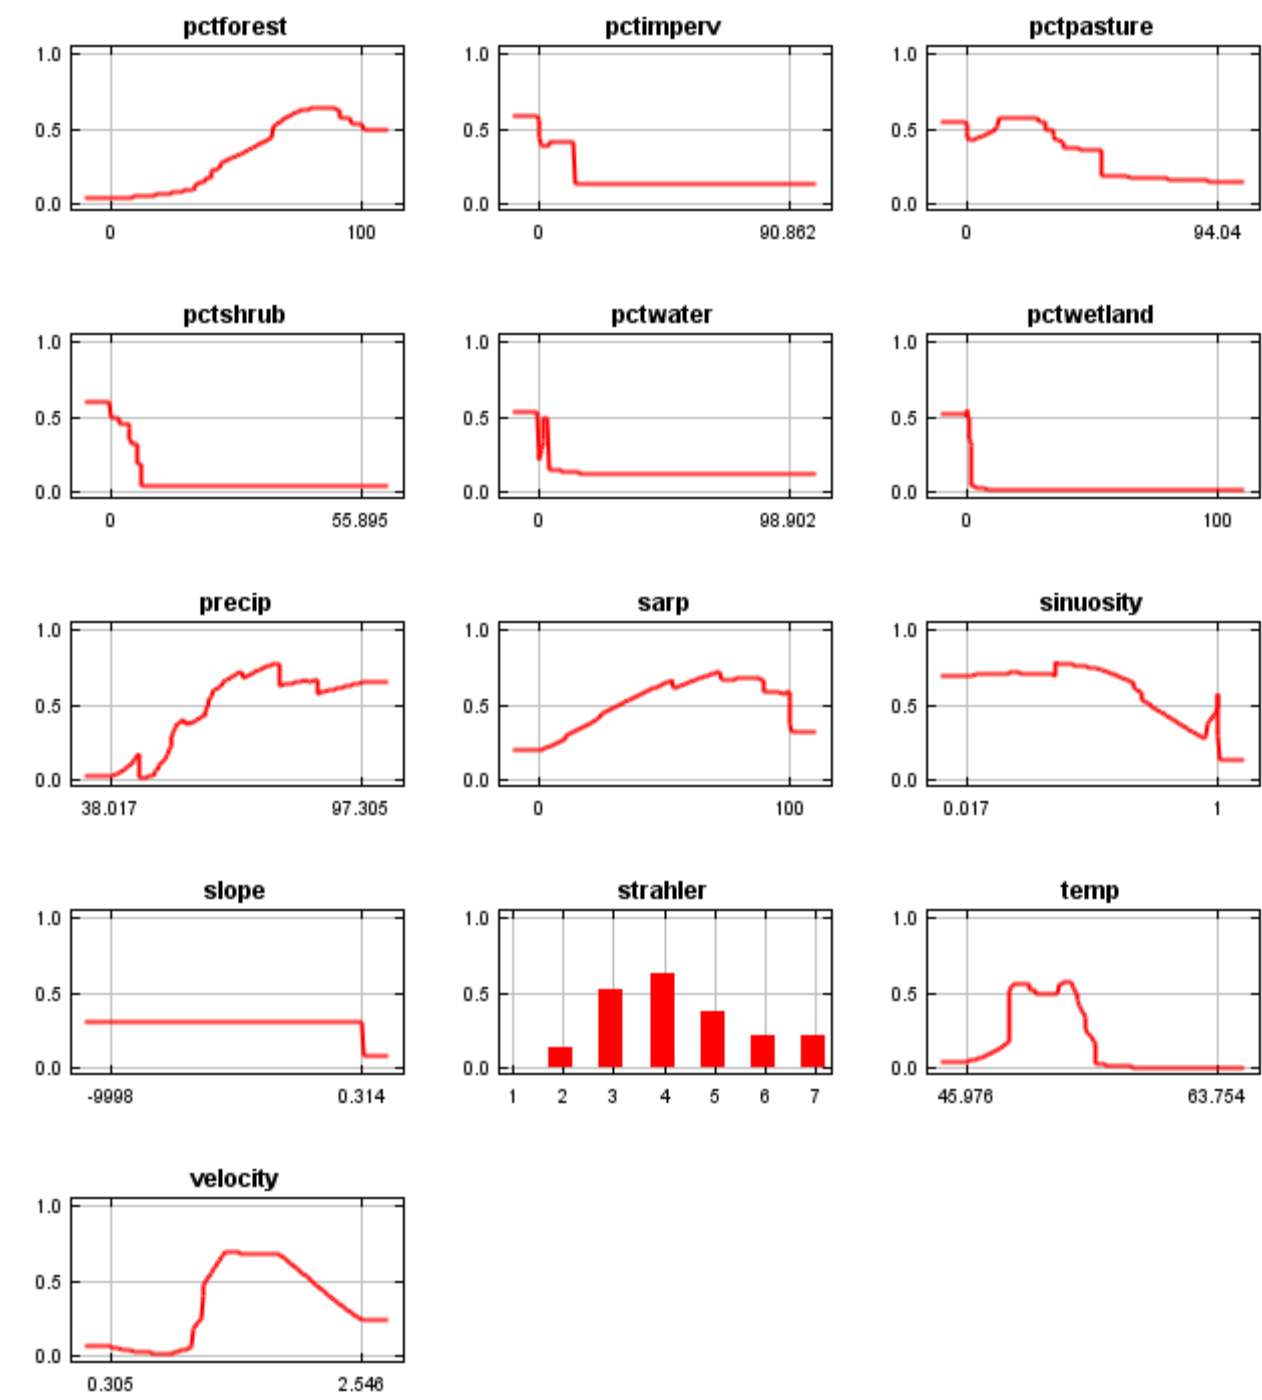 pctforest pctimperv pctpasture
1.0 1.0 1.0
0.5 0.5 0.5
0.0 0.0 0.0
0 100 0 90.862 0 94.04
pctshrub pctwater pctwetland
1.0 1.0 1.0
0.5 0.5 0.5
0.0 0.0 0.0
0 55.895 0 98.902 0 100
precip sarp sinuosity
1.0 1.0 1.0
0.5 0.5 0.5
0.0 0.0 0.0
38.017 97.305 0 100 0.017 1
slope strahler temp
1.0 1.0 1.0
0.5 0.5 0.5
0.0 0.0 0.0
-9998 0.314 1 2 3 4 5 6 7 45.976 63.754
velocity
1.0
0.5
0.0
0.305 2.546